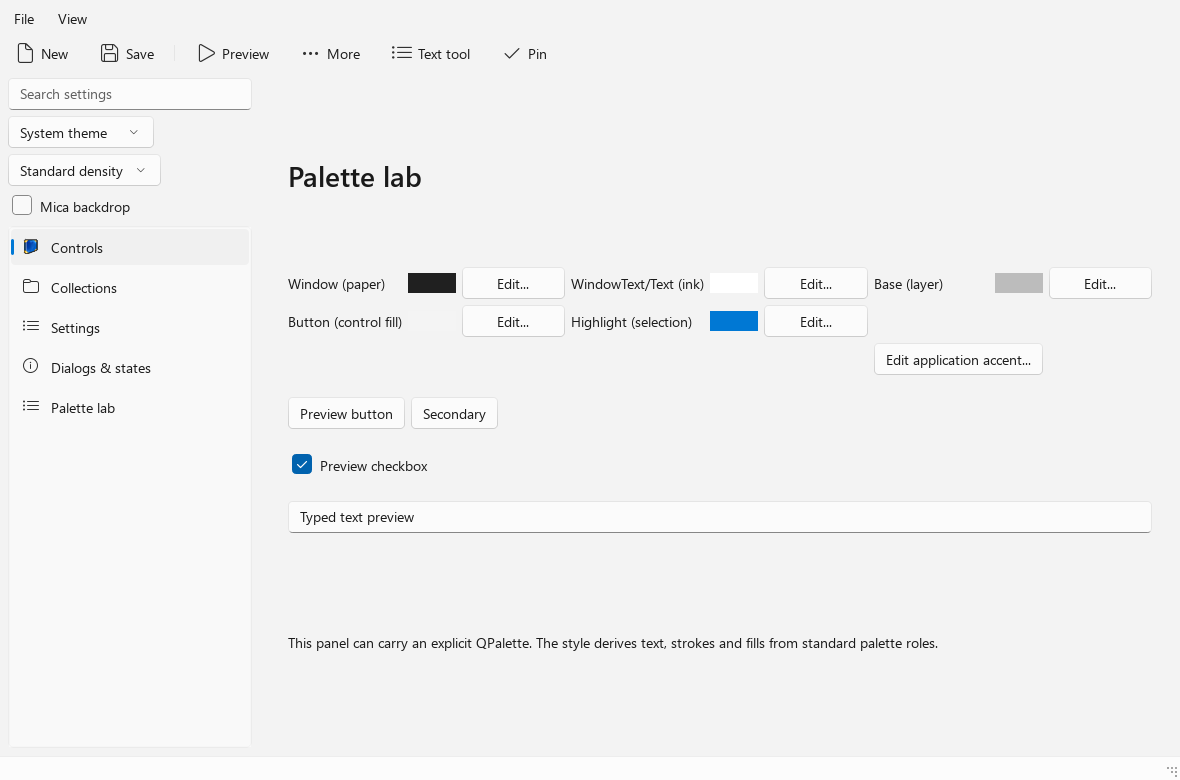 File View
New Save Preview More Text tool Pin
Search settings
System theme
Standard density
Mica backdrop
Controls
Collections
Settings
Dialogs & states
Palette lab
Palette lab
Window (paper) Edit... WindowText/Text (ink) Edit... Base (layer) Edit...
Button (control fill) Edit... Highlight (selection) Edit...
Edit application accent...
Preview button Secondary
Preview checkbox
Typed text preview
This panel can carry an explicit QPalette. The style derives text, strokes and fills from standard palette roles.